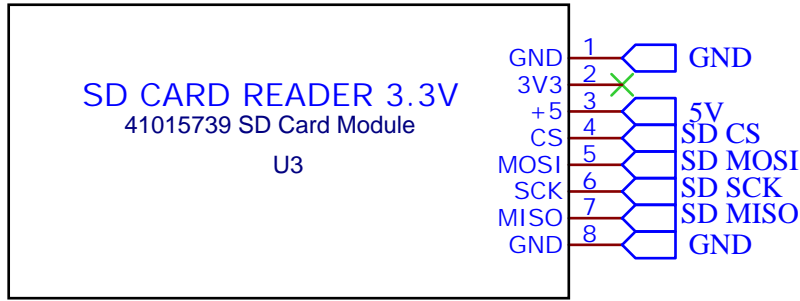 SD CARD READER 3.3V
41015739 SD Card Module
U3
GND 1 GND
3V3 2
+5 3 5V
CS 4 SD CS
MOSI 5 SD MOSI
SCK 6 SD SCK
MISO 7 SD MISO
GND 8 GND